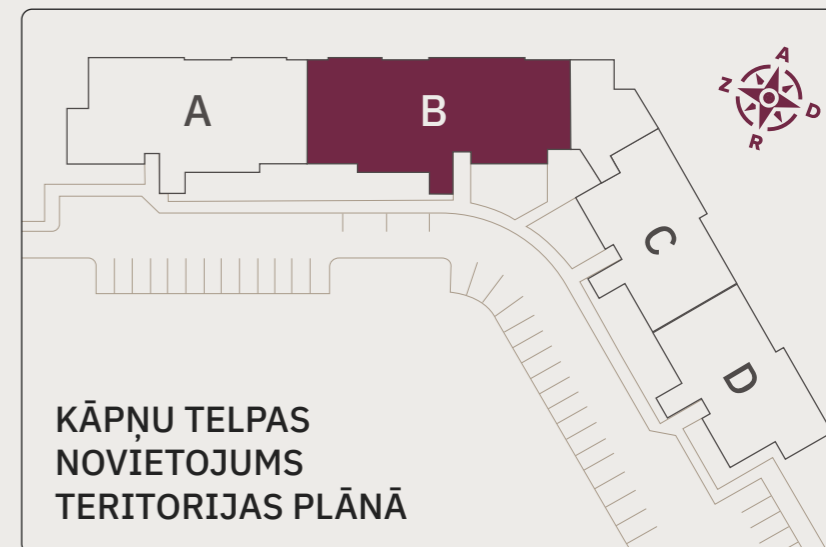 A
B
A
Z
D
R
C
D
KĀPŅU TELPAS
NOVIETOJUMS
TERITORIJAS PLĀNĀ